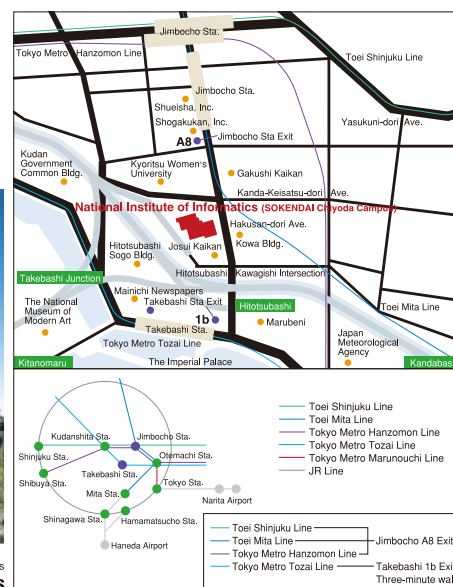 Jimbocho Sta.
Tokyo Metro Hanzomon Line
Toei Shinjuku Line
Jimbocho Sta.
Shueisha, Inc.
Shogakukan, Inc.
A8
Jimbocho Sta Exit
Yasukuni-dori Ave.
Kudan
Government
Common Bldg.
Kyoritsu Women's
University
Gakushi Kaikan
Kanda-Keisatsu-dori Ave.
National Institute of Informatics (SOKENDAI Chiyoda Campus)
Hakusan-dori Ave.
Kowa Bldg.
Josui Kaikan
Hitotsubashi
Sogo Bldg.
Hitotsubashi Kawagishi Intersection
Takebashi Junction
Mainichi Newspapers
Takebashi Sta Exit
Hitotsubashi
Toei Mita Line
The National
Museum of
Modern Art
1b
Marubeni
Takebashi Sta.
Tokyo Metro Tozai Line
Japan
Meteorological
Agency
Kitanomaru
The Imperial Palace
Kandabas
Kudanshita Sta.
Jimbocho Sta.
Shinjuku Sta.
Otemachi Sta.
Shibuya Sta.
Takebashi Sta.
Mita Sta.
Tokyo Sta.
Narita Airport
Shinagawa Sta.
Hamamatsucho Sta.
Haneda Airport
Toei Shinjuku Line
Toei Mita Line
Tokyo Metro Hanzomon Line
Tokyo Metro Tozai Line
Tokyo Metro Marunouchi Line
JR Line
Toei Shinjuku Line
Toei Mita Line
Jimbocho A8 Exit
Tokyo Metro Hanzomon Line
Tokyo Metro Tozai Line
Takebashi 1b Exi
Three-minute wal
s
s